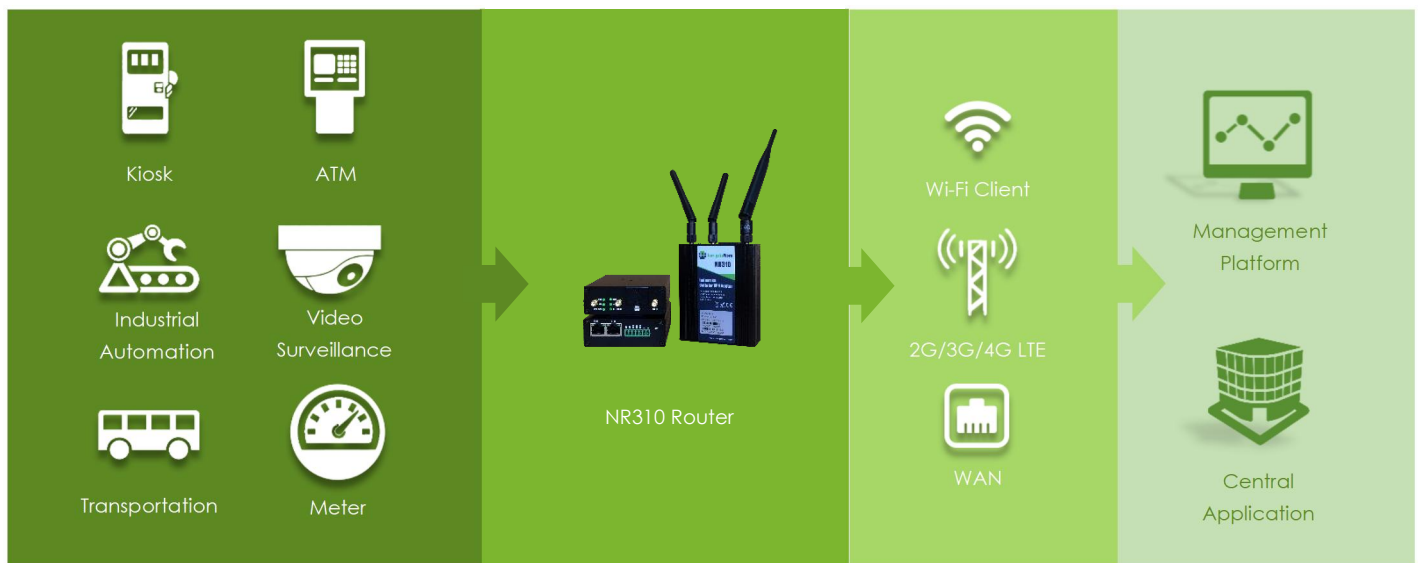 Kiosk
ATM
Industrial
Automation
Video
Surveillance
Transportation
Meter
NR310
NR310 Router
Wi-Fi Client
2G/3G/4G LTE
WAN
Management
Platform
Central
Application